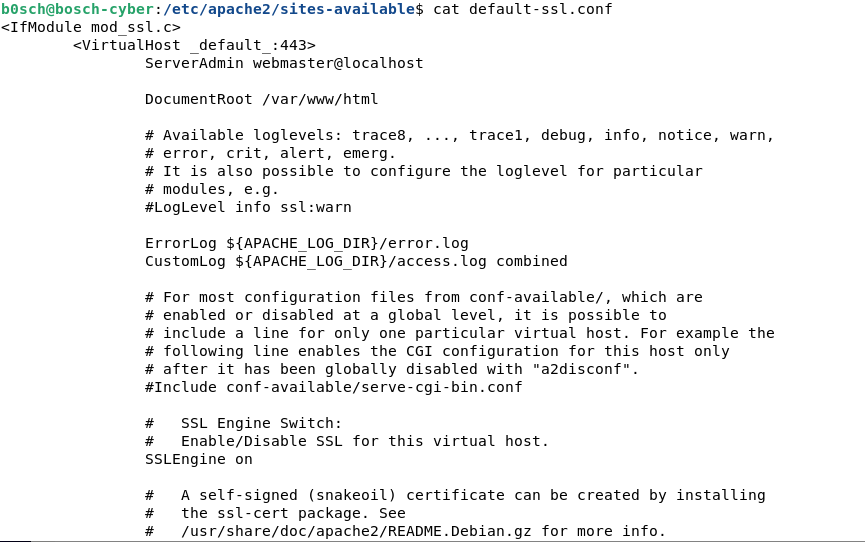 b0sch@bosch-cyber:/etc/apache2/sites-available$ cat default-ssl.conf
<IfModule mod_ssl.c>
        <VirtualHost _default_:443>
                ServerAdmin webmaster@localhost

                DocumentRoot /var/www/html

                # Available loglevels: trace8, ..., trace1, debug, info, notice, warn,
                # error, crit, alert, emerg.
                # It is also possible to configure the loglevel for particular
                # modules, e.g.
                #LogLevel info ssl:warn

                ErrorLog ${APACHE_LOG_DIR}/error.log
                CustomLog ${APACHE_LOG_DIR}/access.log combined

                # For most configuration files from conf-available/, which are
                # enabled or disabled at a global level, it is possible to
                # include a line for only one particular virtual host. For example the
                # following line enables the CGI configuration for this host only
                # after it has been globally disabled with "a2disconf".
                #Include conf-available/serve-cgi-bin.conf

                #   SSL Engine Switch:
                #   Enable/Disable SSL for this virtual host.
                SSLEngine on

                #   A self-signed (snakeoil) certificate can be created by installing
                #   the ssl-cert package. See
                #   /usr/share/doc/apache2/README.Debian.gz for more info.